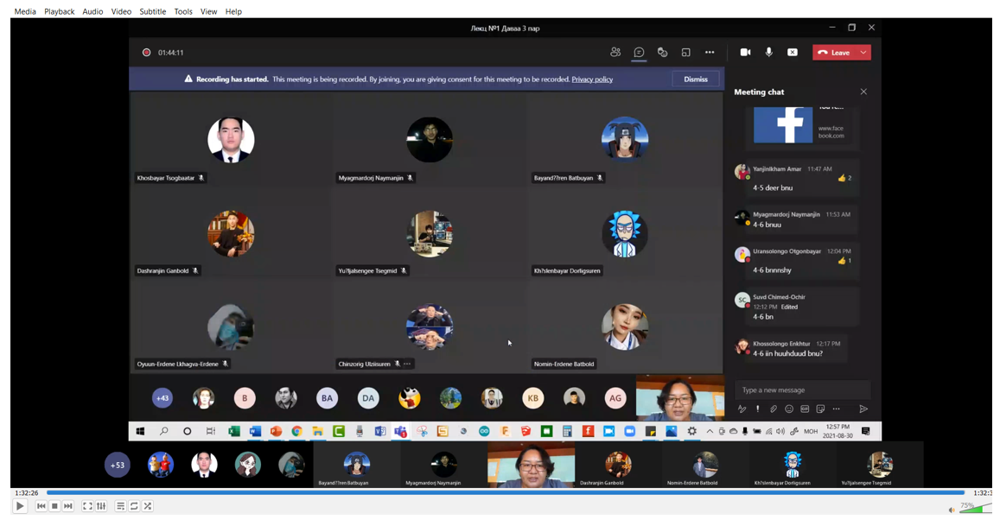 Media Playback Audio Video Subtitle Tools View Help
Лекц №1 Даваа 3 пар
01:44:11
Leave
Recording has started. This meeting is being recorded. By joining, you are giving consent for this meeting to be recorded. Privacy policy
Dismiss
Khosbayar Tsogbaatar
Myagmardorj Naymanjin
Bayand??ren Batbuyan
Dashranjin Ganbold
Yu?ljalsengee Tsegmid
Kh?slenbayar Dorligsuren
Oyuun-Erdene Lkhagva-Erdene
Chinzorig Ulziisuren
Nomin-Erdene Batbold
+43
B
BA
DA
KB
AG
Meeting chat
www.face
book.com
Yanjinlkham Amar 11:47 AM
2
4-5 deer bnu
Myagmardorj Naymanjin 11:53 AM
4-6 bnuu
Uransolongo Otgonbayar 12:04 PM
1
4-6 bnnnshy
SC
Suvd Chimed-Ochir
12:12 PM Edited
4-6 bn
Khossolongo Enkhtur 12:17 PM
4-6 iin huuhduud bnu?
Type a new message
МОН
12:57 PM
2021-08-30
+53
Bayand??ren Batbuyan
Myagmardorj Naymanjin
Dashranjin Ganbold
Nomin-Erdene Batbold
Kh?slenbayar Dorligsuren
Yu?ljalsengee Tsegmid
1:32:26
1:32:3
75%